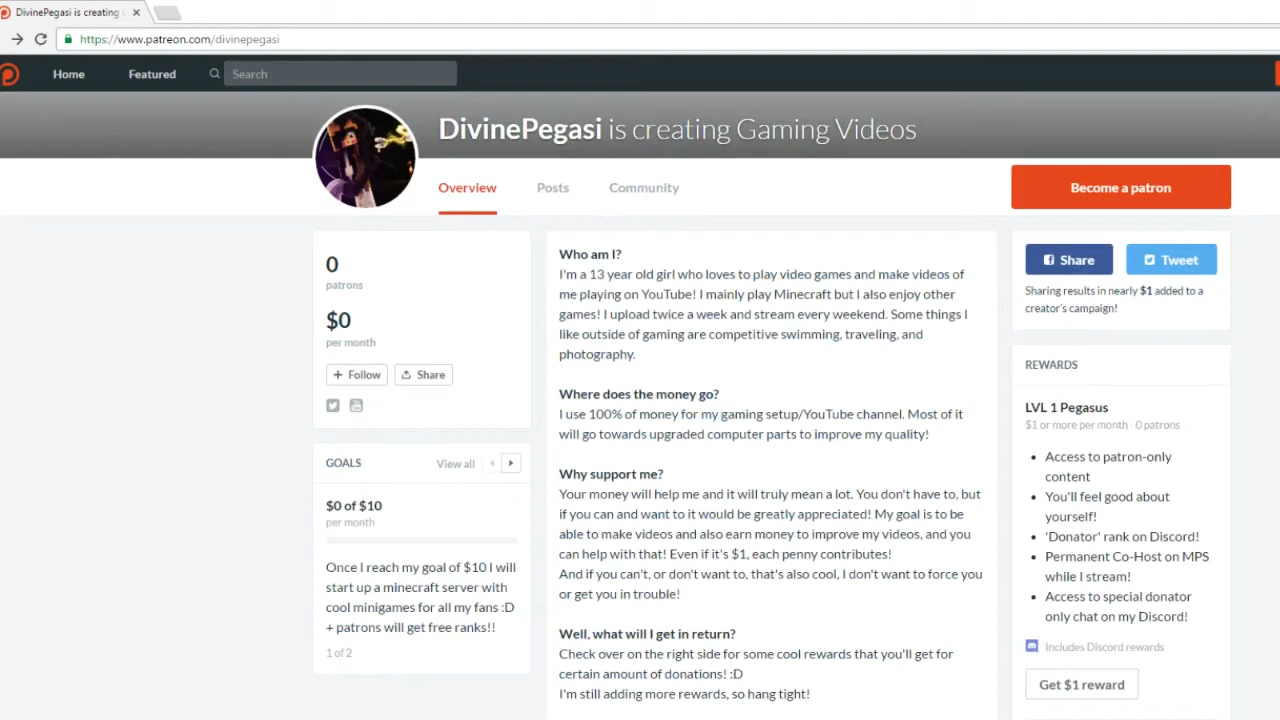 DivinePegasi is creating
https://www.patreon.com/divinepegasi
Home Featured Search
DivinePegasi is creating Gaming Videos
Overview Posts Community Become a patron
0
patrons
$0
per month
+ Follow Share
GOALS View all
$0 of $10
per month
Once I reach my goal of $10 I will
start up a minecraft server with
cool minigames for all my fans :D
+ patrons will get free ranks!!
1 of 2
Who am I?
I'm a 13 year old girl who loves to play video games and make videos of
me playing on YouTube! I mainly play Minecraft but I also enjoy other
games! I upload twice a week and stream every weekend. Some things I
like outside of gaming are competitive swimming, traveling, and
photography.
Where does the money go?
I use 100% of money for my gaming setup/YouTube channel. Most of it
will go towards upgraded computer parts to improve my quality!
Why support me?
Your money will help me and it will truly mean a lot. You don't have to, but
if you can and want to it would be greatly appreciated! My goal is to be
able to make videos and also earn money to improve my videos, and you
can help with that! Even if it's $1, each penny contributes!
And if you can't, or don't want to, that's also cool, I don't want to force you
or get you in trouble!
Well, what will I get in return?
Check over on the right side for some cool rewards that you'll get for
certain amount of donations! :D
I'm still adding more rewards, so hang tight!
Share Tweet
Sharing results in nearly $1 added to a
creator's campaign!
REWARDS
LVL 1 Pegasus
$1 or more per month · 0 patrons
• Access to patron-only
content
• You'll feel good about
yourself!
• 'Donator' rank on Discord!
• Permanent Co-Host on MPS
while I stream!
• Access to special donator
only chat on my Discord!
Includes Discord rewards
Get $1 reward